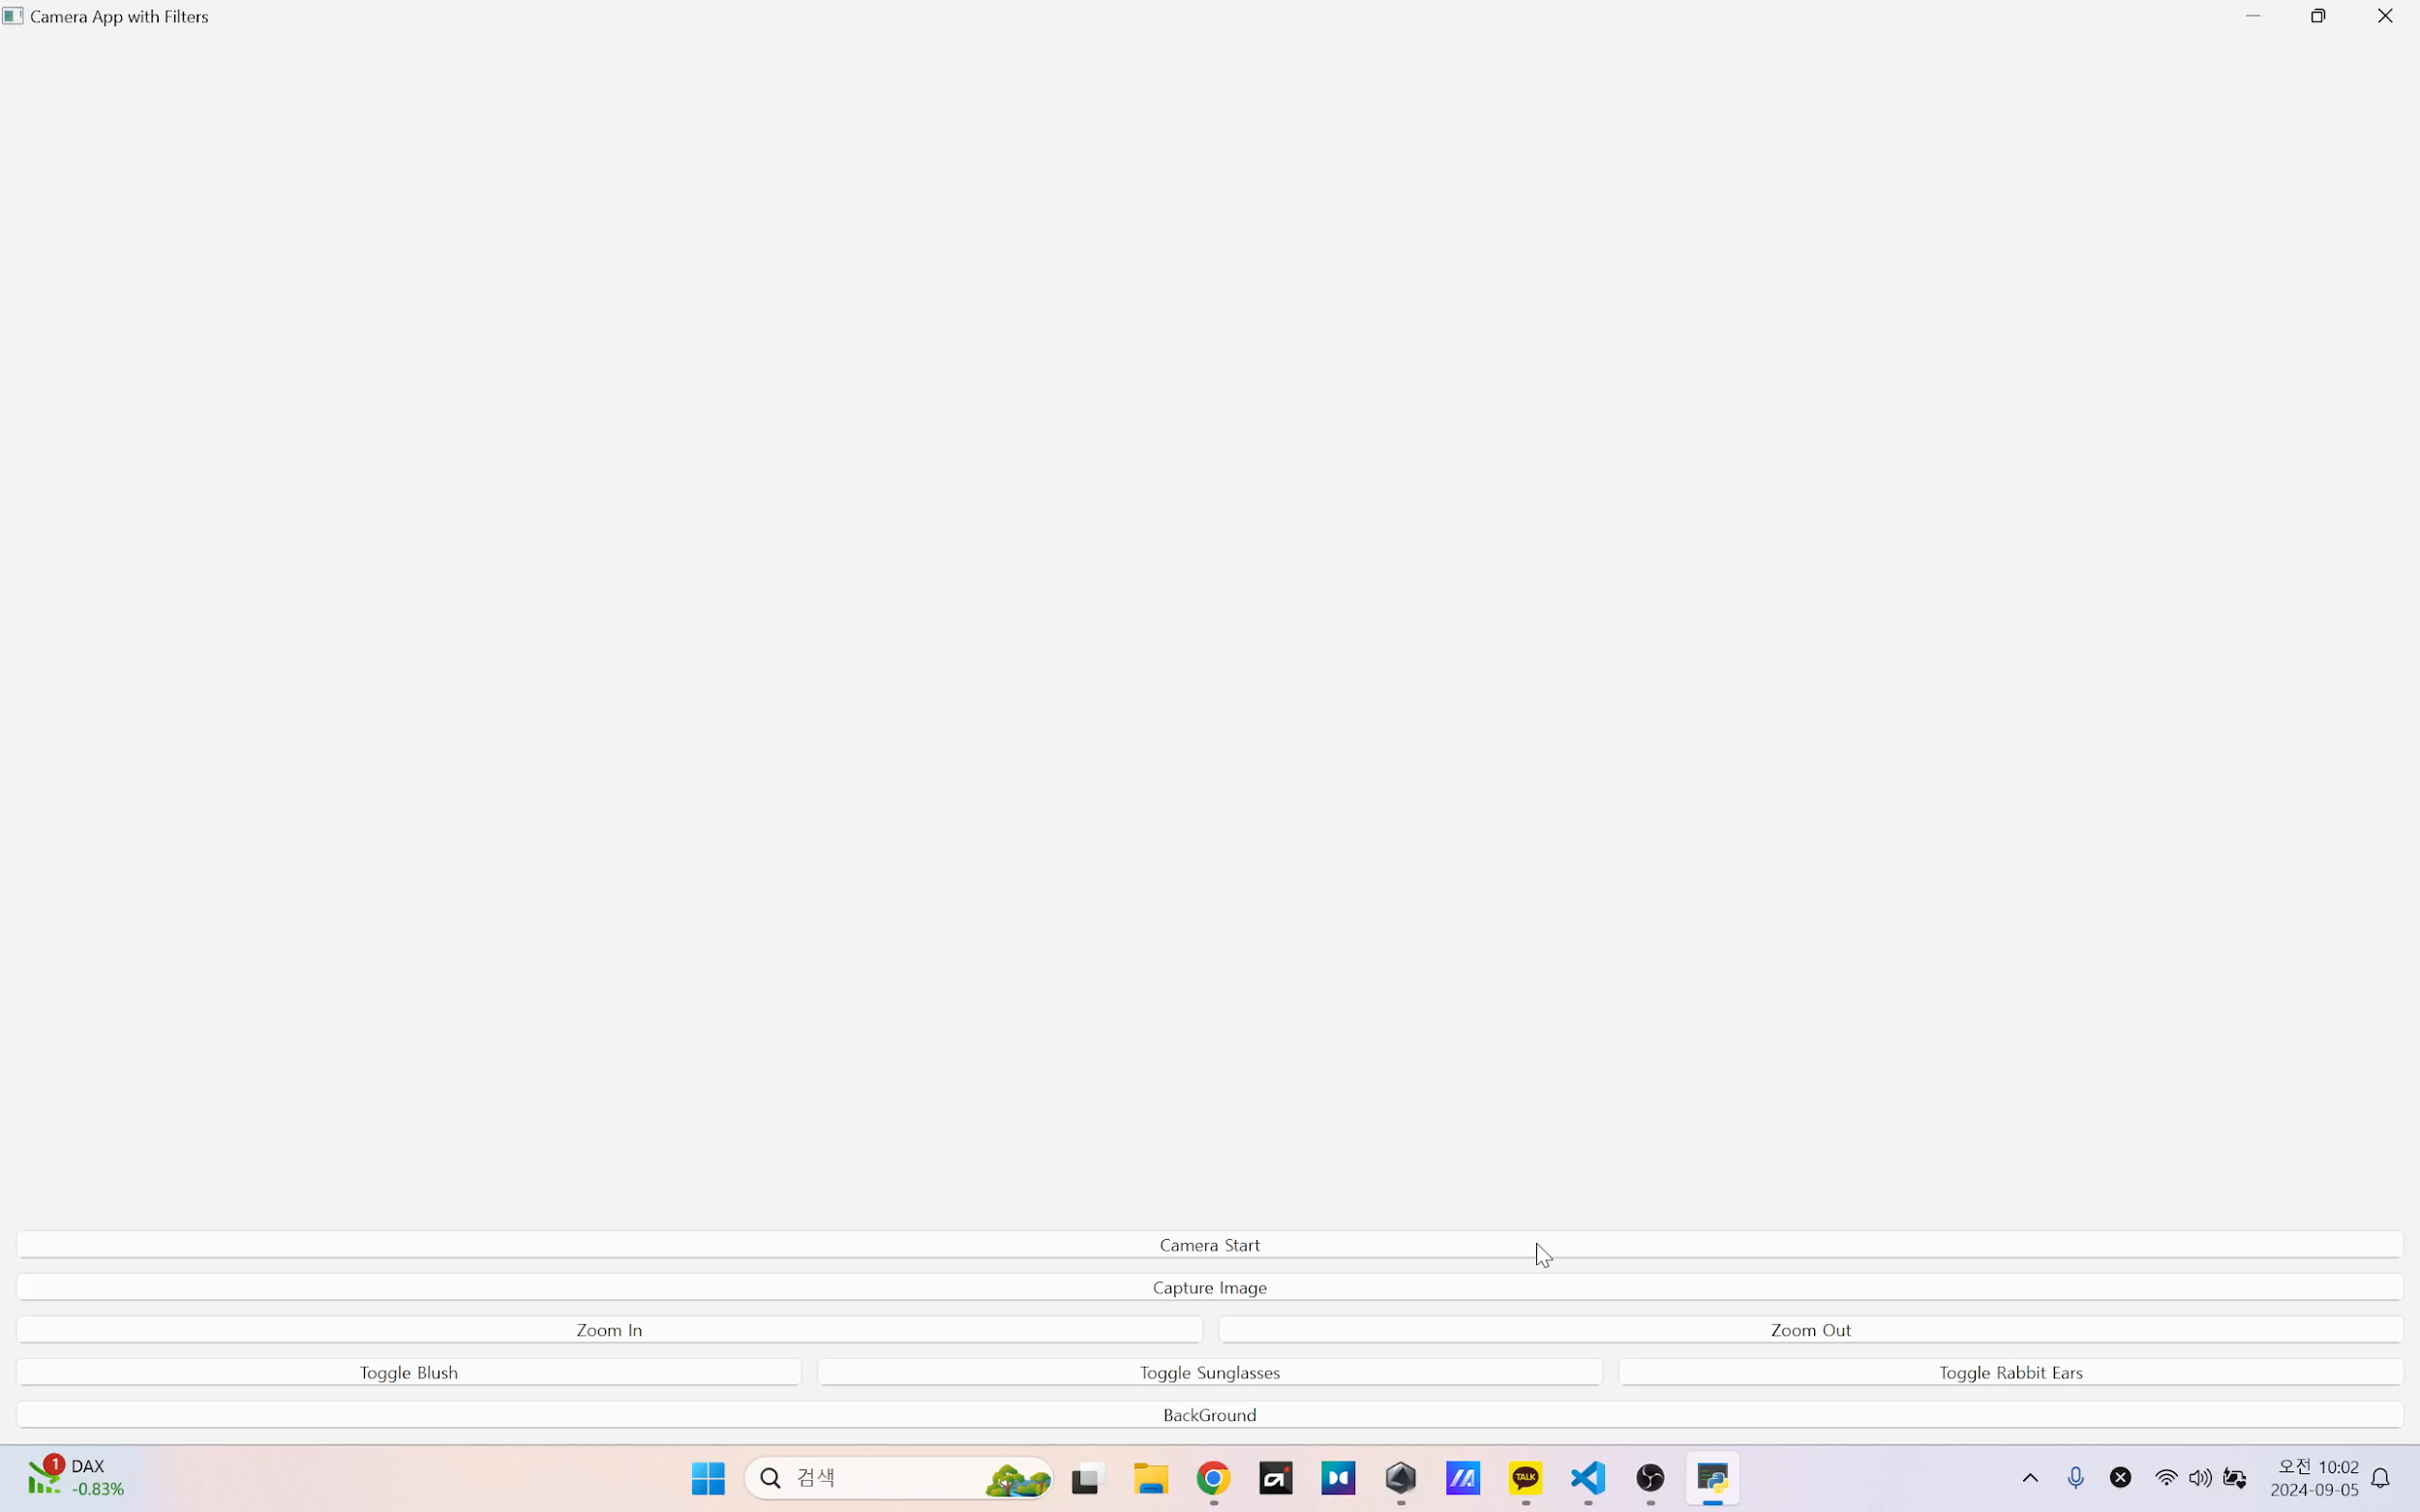 Camera App with Filters
Camera Start
Capture Image
Zoom In
Zoom Out
Toggle Blush
Toggle Sunglasses
Toggle Rabbit Ears
BackGround
1
DAX
-0.83%
검색
TALK
오전 10:02
2024-09-05